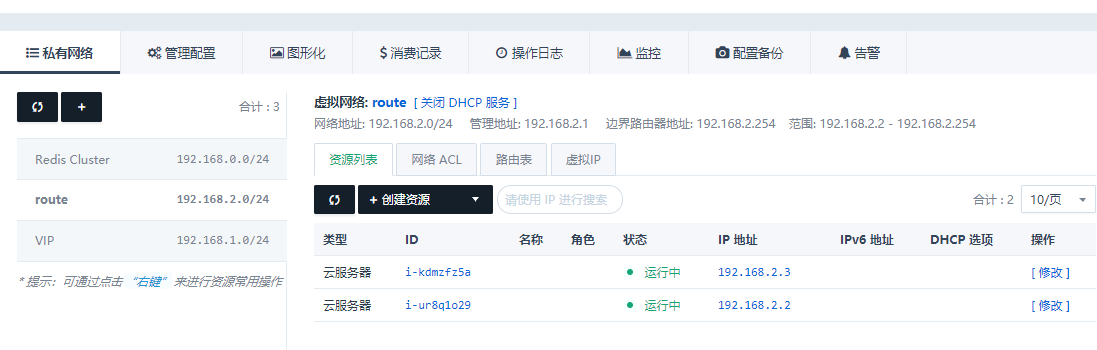 私有网络 管理配置 图形化 $ 消费记录 操作日志 监控 配置备份 告警
+ 合计 : 3
Redis Cluster 192.168.0.0/24
route 192.168.2.0/24
VIP 192.168.1.0/24
* 提示：可通过点击 “右键” 来进行资源常用操作
虚拟网络: route [ 关闭 DHCP 服务 ]
网络地址: 192.168.2.0/24 管理地址: 192.168.2.1 边界路由器地址: 192.168.2.254 范围: 192.168.2.2 - 192.168.2.254
资源列表 网络 ACL 路由表 虚拟IP
+ 创建资源 请使用 IP 进行搜索 合计 : 2 10/页
类型 ID 名称 角色 状态 IP 地址 IPv6 地址 DHCP 选项 操作
云服务器 i-kdmzfz5a 运行中 192.168.2.3 [ 修改 ]
云服务器 i-ur8q1o29 运行中 192.168.2.2 [ 修改 ]